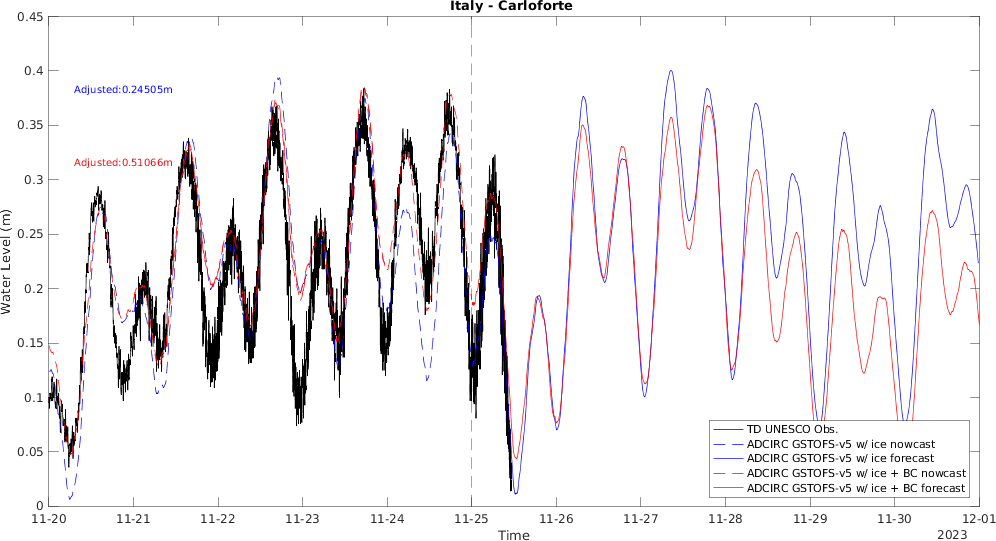 Italy - Carloforte
0.45
0.4
0.35
0.3
0.25
0.2
0.15
0.1
0.05
0
Water Level (m)
Adjusted:0.24505m
Adjusted:0.51066m
TD UNESCO Obs.
ADCIRC GSTOFS-v5 w/ ice nowcast
ADCIRC GSTOFS-v5 w/ ice forecast
ADCIRC GSTOFS-v5 w/ ice + BC nowcast
ADCIRC GSTOFS-v5 w/ ice + BC forecast
11-20 11-21 11-22 11-23 11-24 11-25 11-26 11-27 11-28 11-29 11-30 12-01
Time
2023